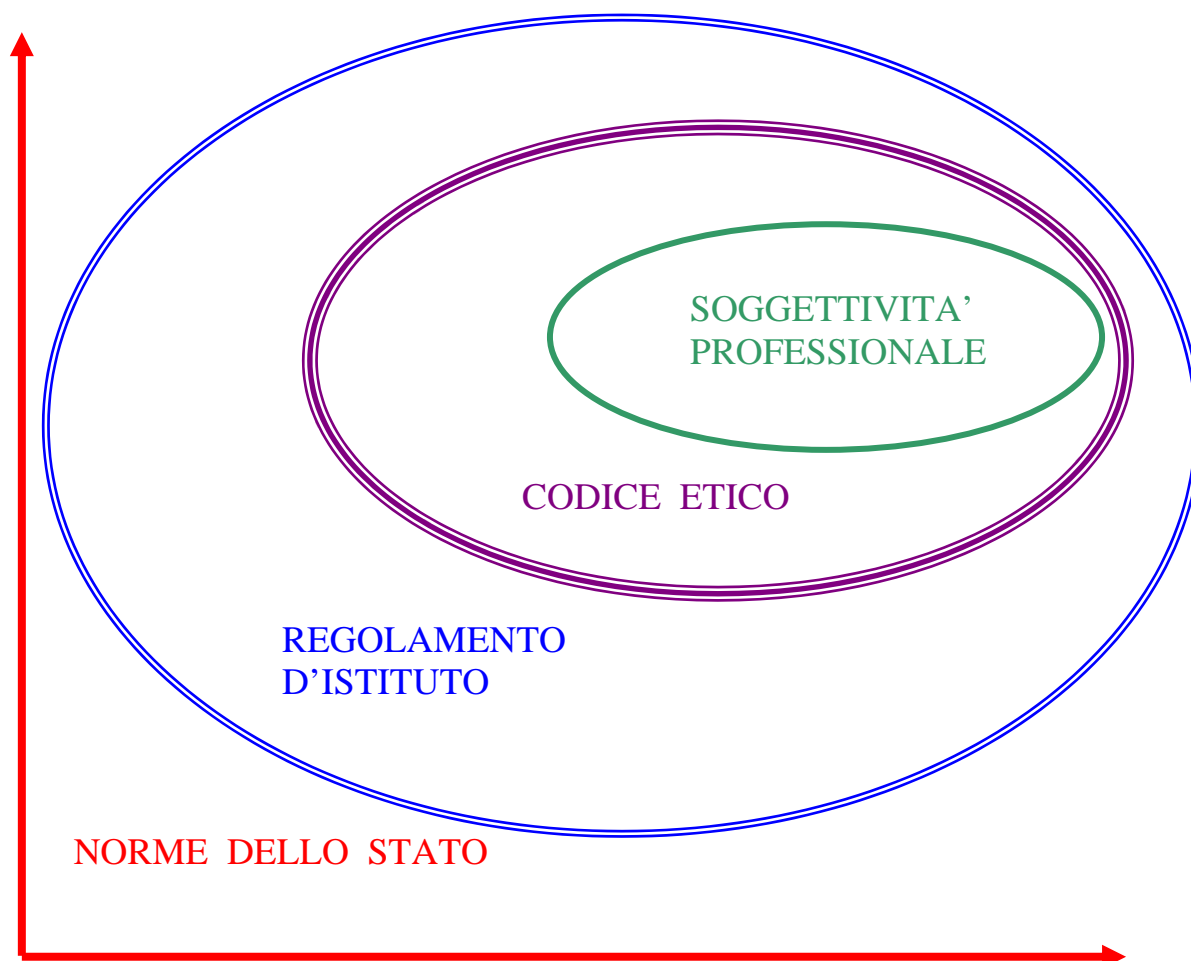 SOGGETTIVITA’
PROFESSIONALE
CODICE ETICO
REGOLAMENTO
D’ISTITUTO
NORME DELLO STATO